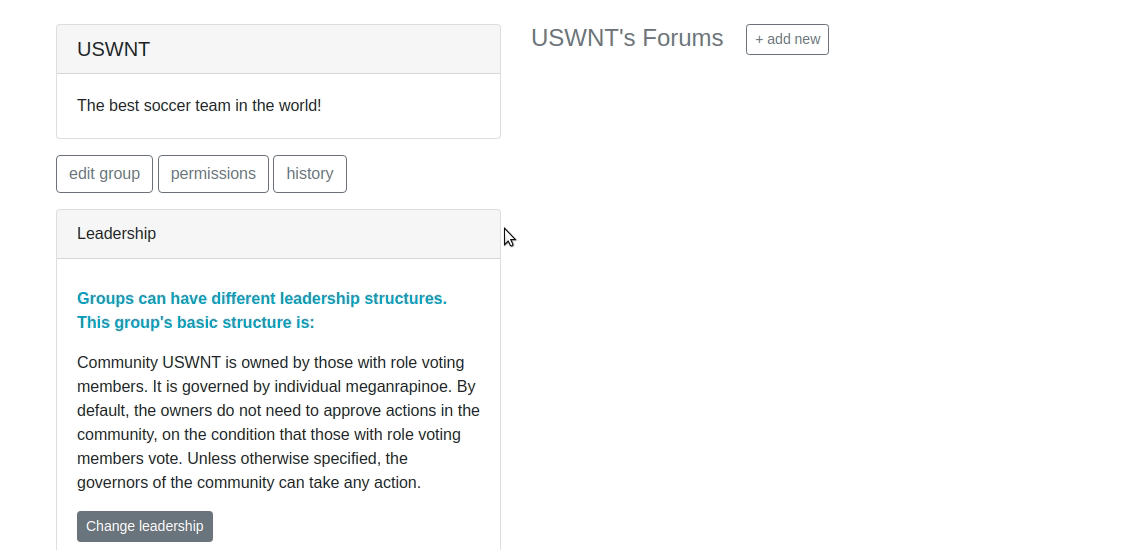 USWNT
The best soccer team in the world!
edit group permissions history
Leadership
Groups can have different leadership structures.
This group's basic structure is:
Community USWNT is owned by those with role voting
members. It is governed by individual meganrapinoe. By
default, the owners do not need to approve actions in the
community, on the condition that those with role voting
members vote. Unless otherwise specified, the
governors of the community can take any action.
Change leadership
USWNT's Forums + add new